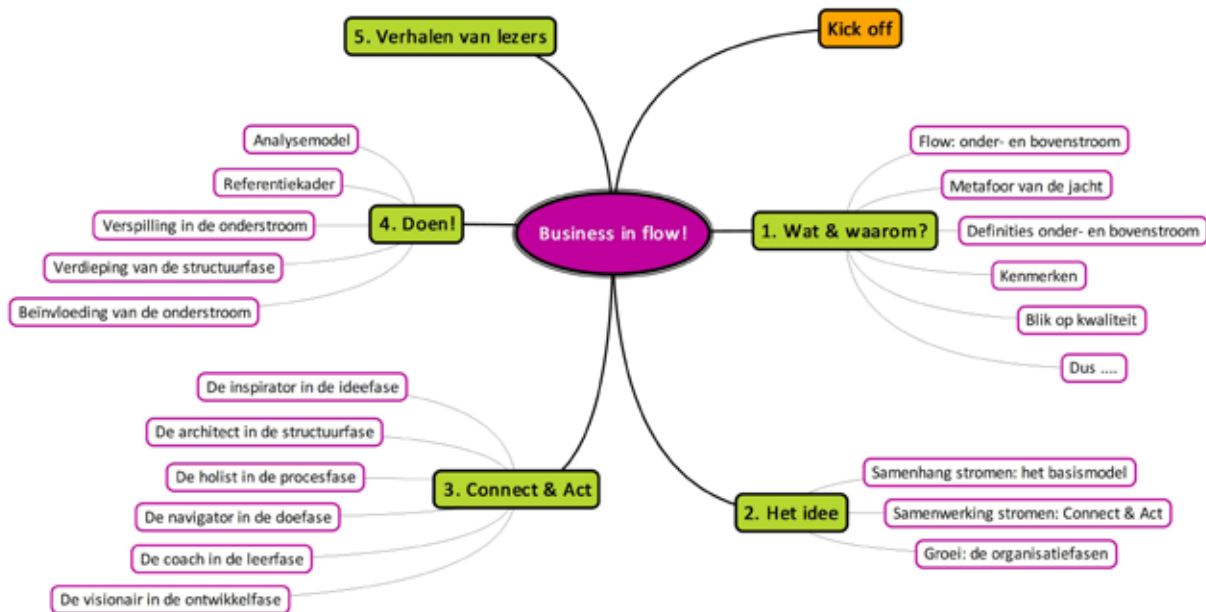 Business in flow!
Kick off
1. Wat & waarom?
Flow: onder- en bovenstroom
Metafoor van de jacht
Definities onder- en bovenstroom
Kenmerken
Blik op kwaliteit
Dus ....
2. Het idee
Samenhang stromen: het basismodel
Samenwerking stromen: Connect & Act
Groei: de organisatiefasen
3. Connect & Act
De inspirator in de ideefase
De architect in de structuurfase
De holist in de procesfase
De navigator in de doefase
De coach in de leerfase
De visionair in de ontwikkelfase
4. Doen!
Analysemodel
Referentiekader
Verspilling in de onderstroom
Verdieping van de structuurfase
Beïnvloeding van de onderstroom
5. Verhalen van lezers